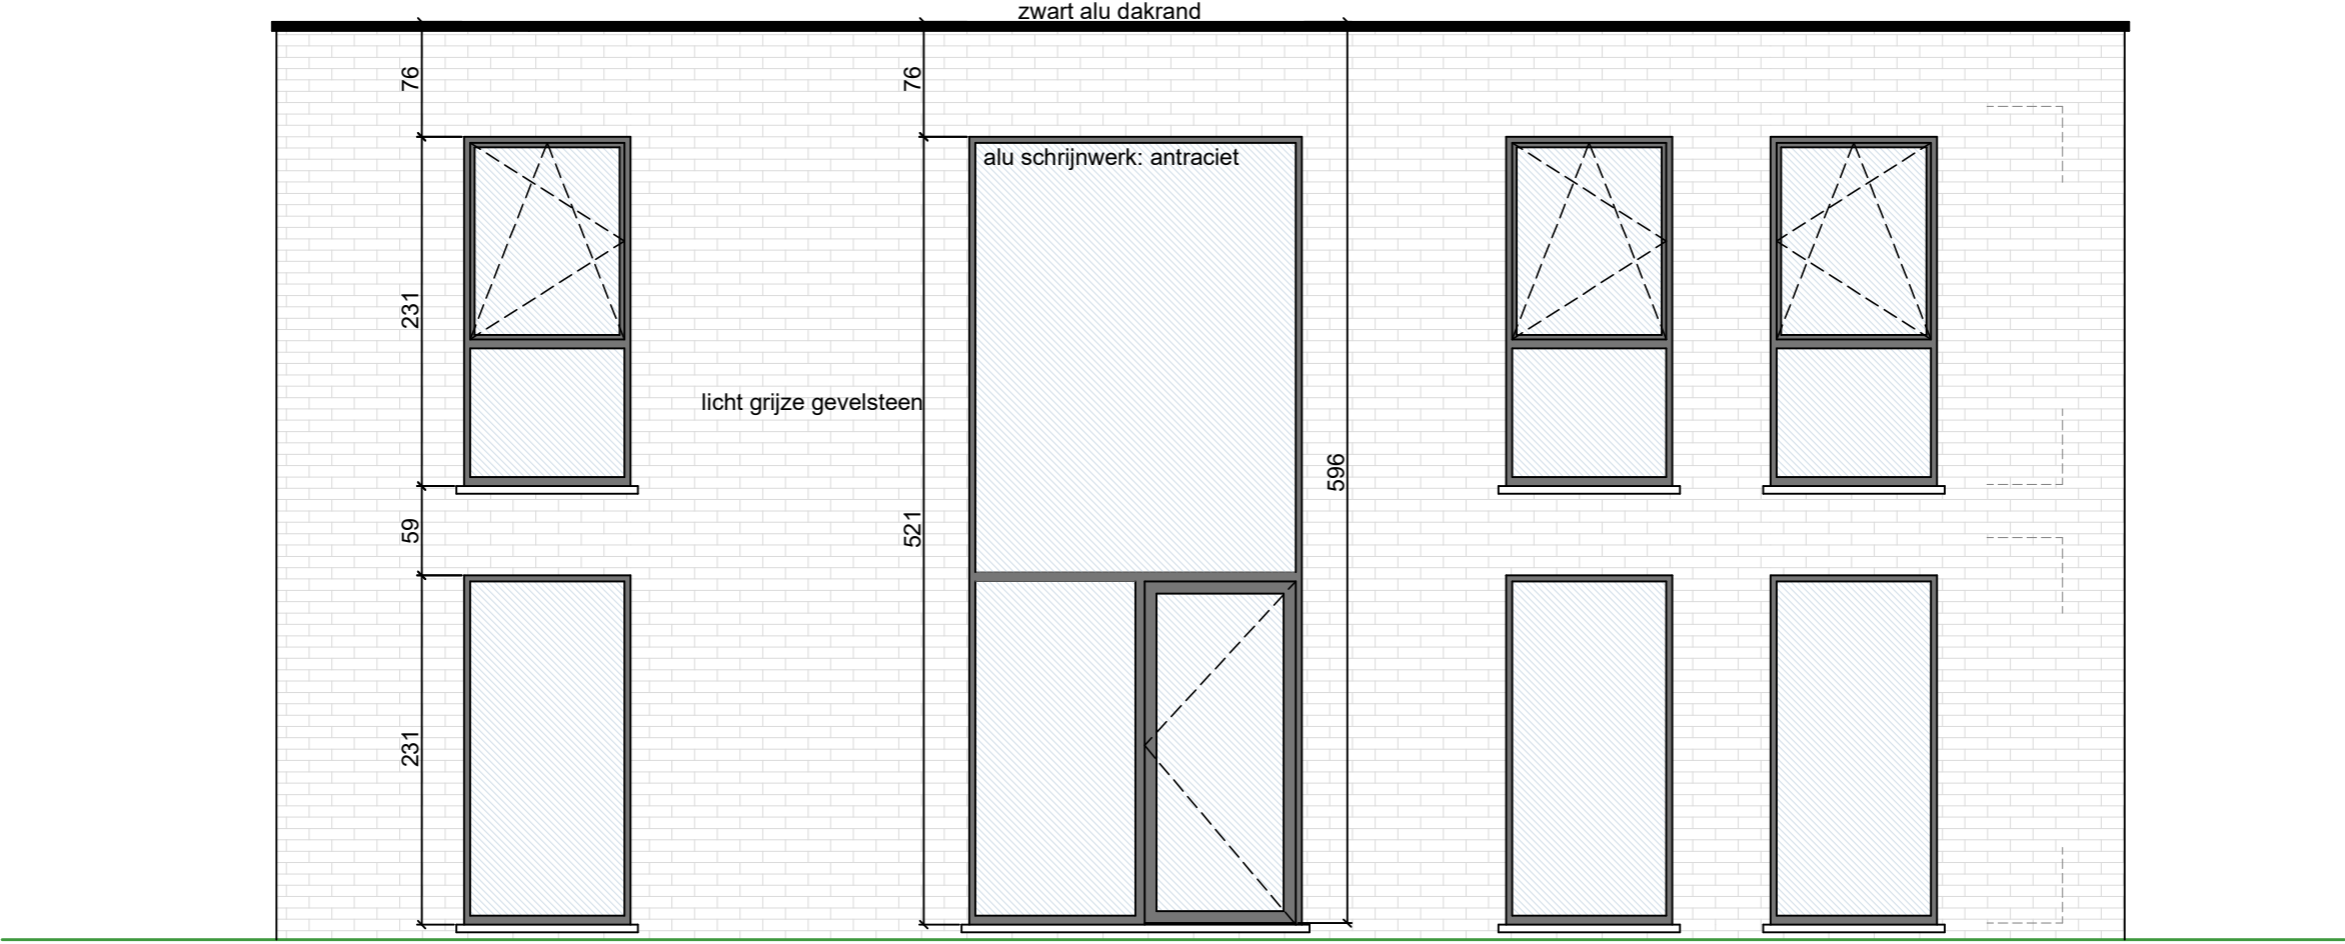 zwart alu dakrand
76
76
alu schrijnwerk: antraciet
231
licht grijze gevelsteen
596
59
521
231